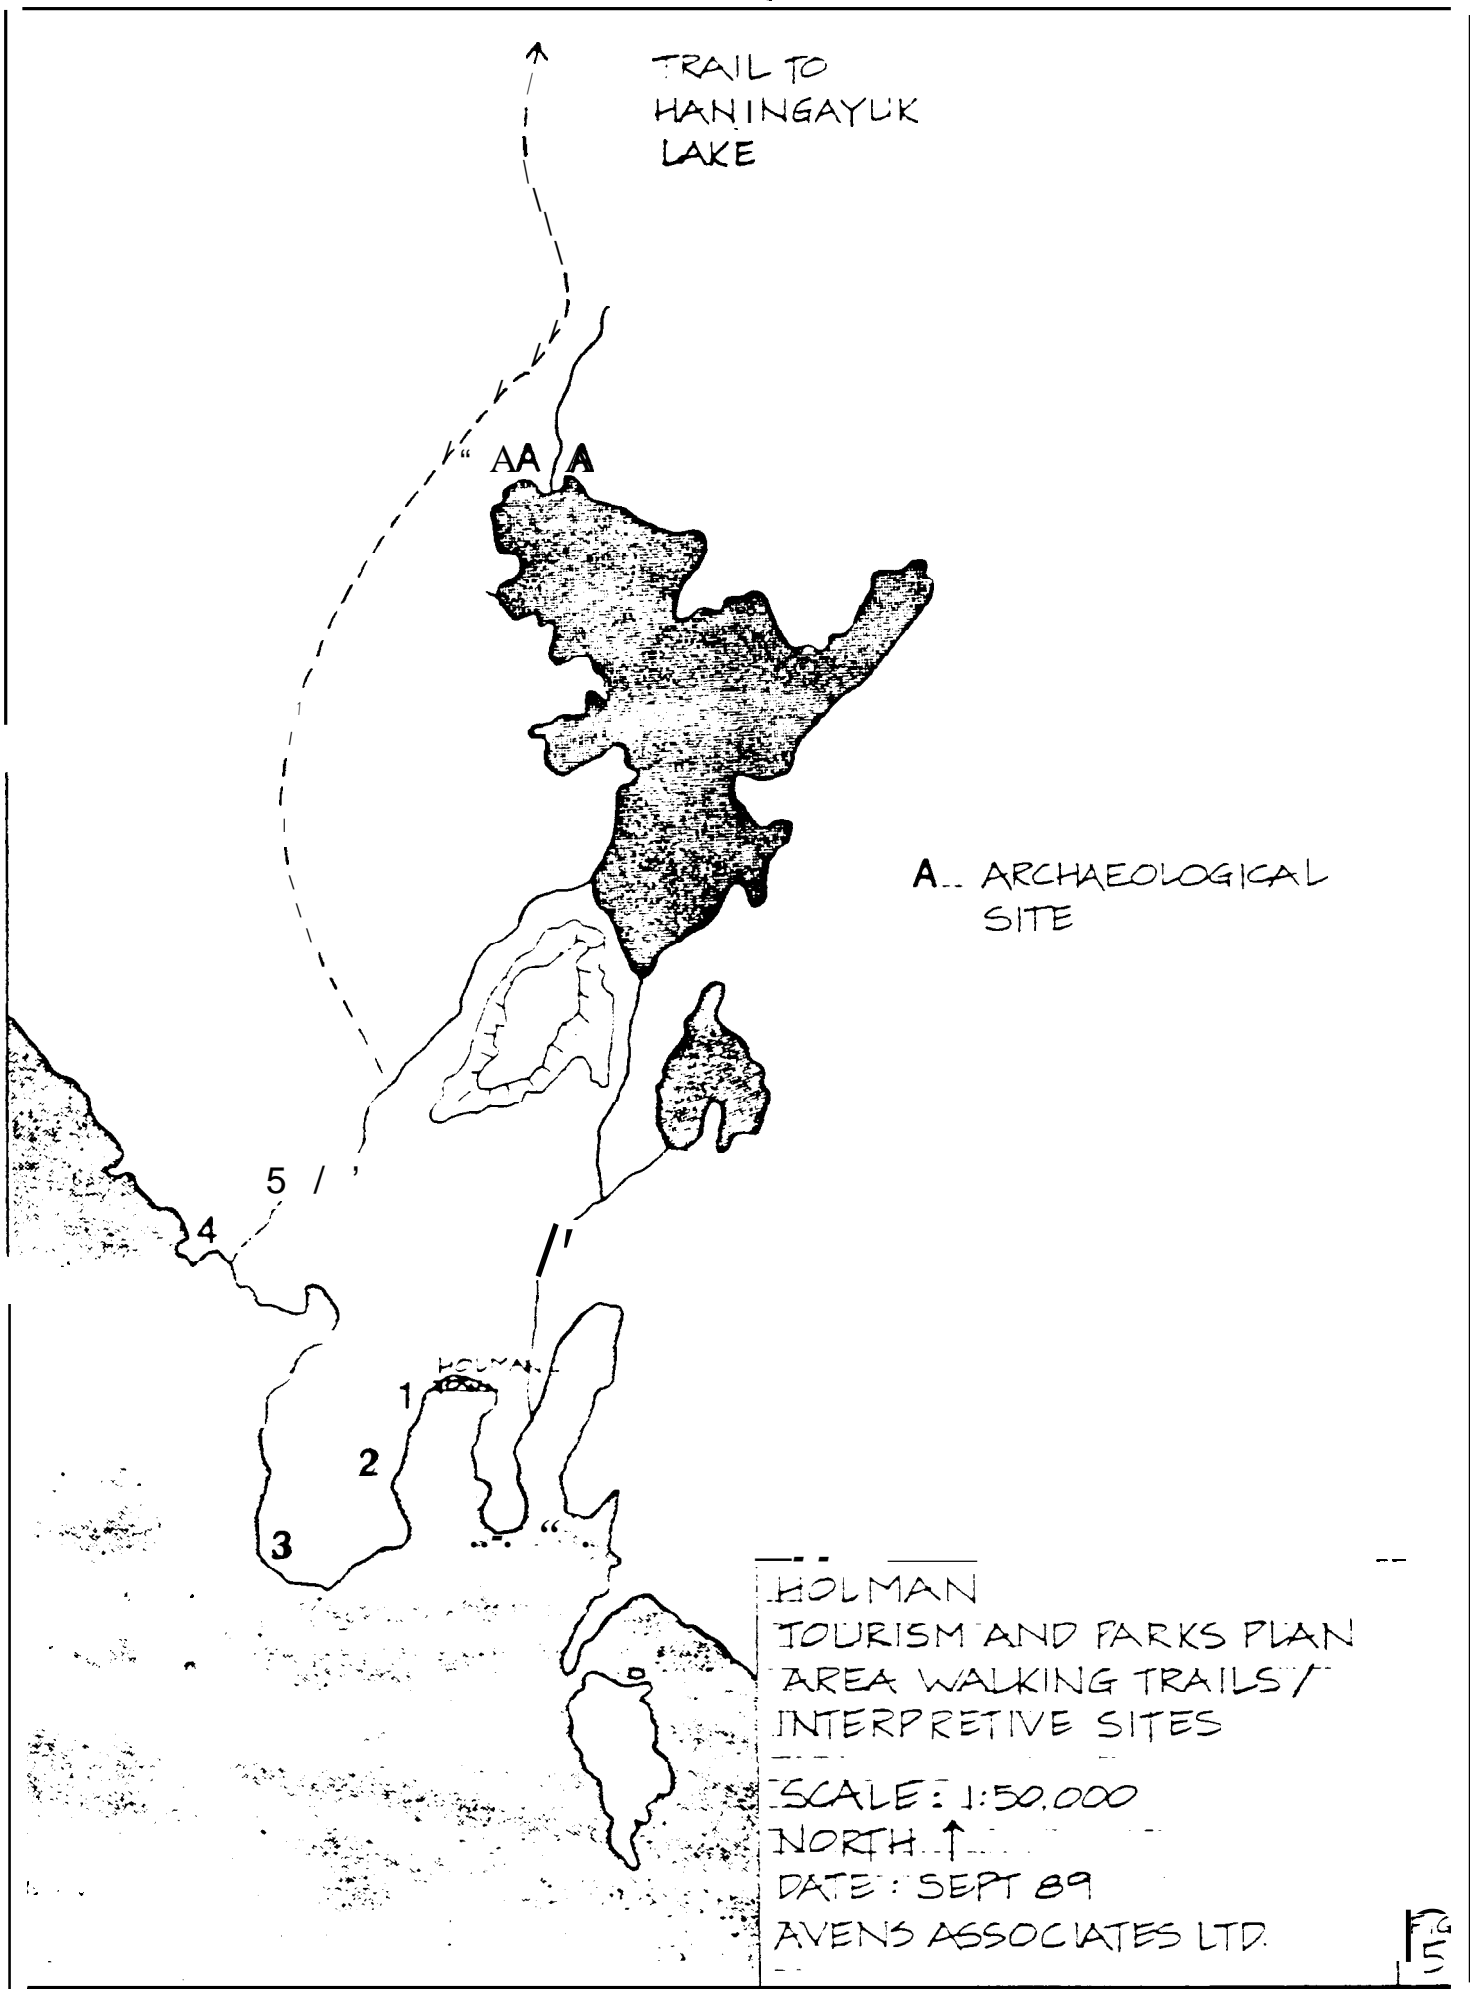 TRAIL TO
HANINGAYUK
LAKE
AA A
A.. ARCHAEOLOGICAL
SITE
5
4
HOLMAN
1
2
3
HOLMAN
TOURISM AND PARKS PLAN
AREA WALKING TRAILS/
INTERPRETIVE SITES
SCALE: 1:50,000
NORTH ↑
DATE: SEPT 89
AVENS ASSOCIATES LTD.
FIG
5